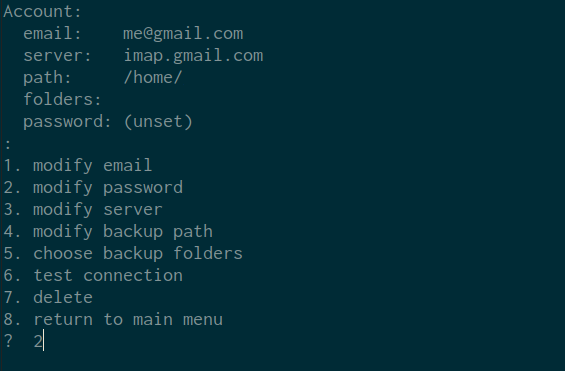 Account:
  email:    me@gmail.com
  server:   imap.gmail.com
  path:     /home/
  folders:
  password: (unset)
:
1. modify email
2. modify password
3. modify server
4. modify backup path
5. choose backup folders
6. test connection
7. delete
8. return to main menu
?  2